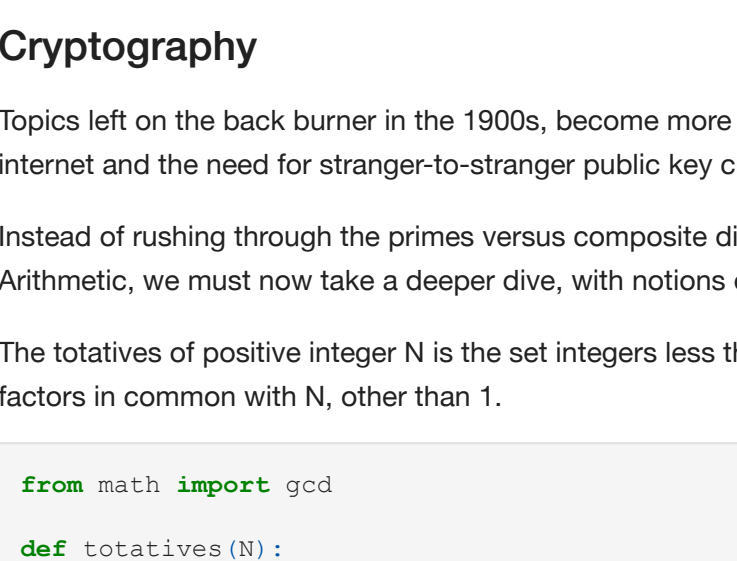 Cryptography
Topics left on the back burner in the 1900s, become more
internet and the need for stranger-to-stranger public key
Instead of rushing through the primes versus composite
Arithmetic, we must now take a deeper dive, with notions
The totatives of positive integer N is the set integers less
factors in common with N, other than 1.
from math import gcd
def totatives(N):